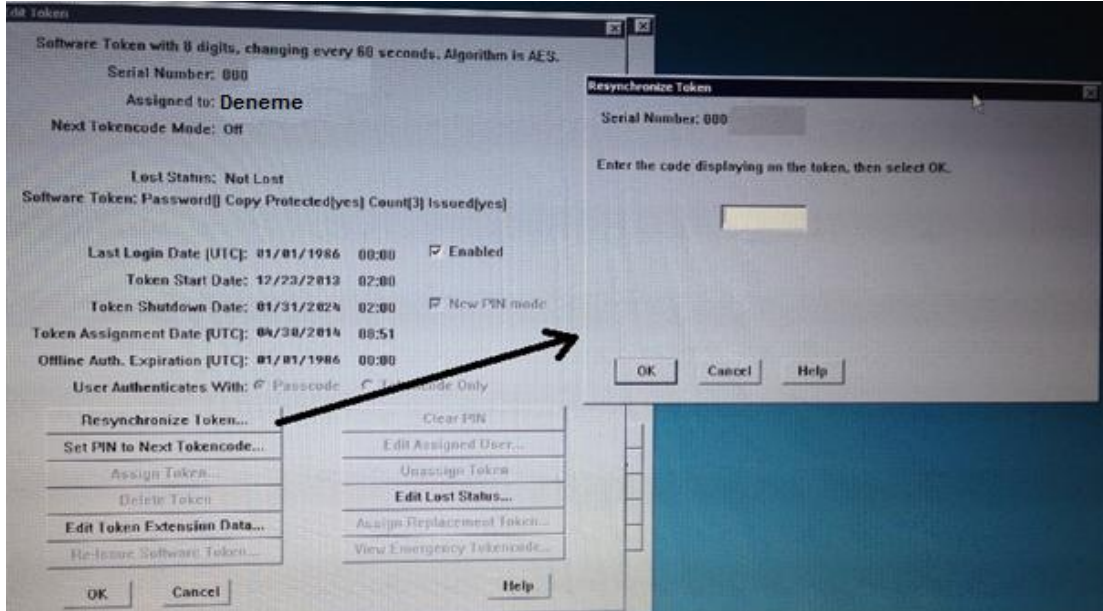 Edit Token
Software Token with 8 digits, changing every 60 seconds. Algorithm is AES.
Serial Number: 000
Assigned to: Deneme
Next Tokencode Mode: Off
Lost Status: Not Lost
Software Token: Password[] Copy Protected[yes] Count[3] Issued[yes]
Last Login Date [UTC]: 01/01/1986 00:00 Enabled
Token Start Date: 12/23/2013 02:00
Token Shutdown Date: 01/31/2024 02:00 New PIN mode
Token Assignment Date [UTC]: 04/30/2014 08:51
Offline Auth. Expiration [UTC]: 01/01/1986 00:00
User Authenticates With: Passcode Tokencode Only
Resynchronize Token... Clear PIN
Set PIN to Next Tokencode... Edit Assigned User...
Assign Token... Unassign Token
Delete Token Edit Lost Status...
Edit Token Extension Data... Assign Replacement Token...
Re-Issue Software Token... View Emergency Tokencode...
OK Cancel Help
Resynchronize Token
Serial Number: 000
Enter the code displaying on the token, then select OK.
OK Cancel Help